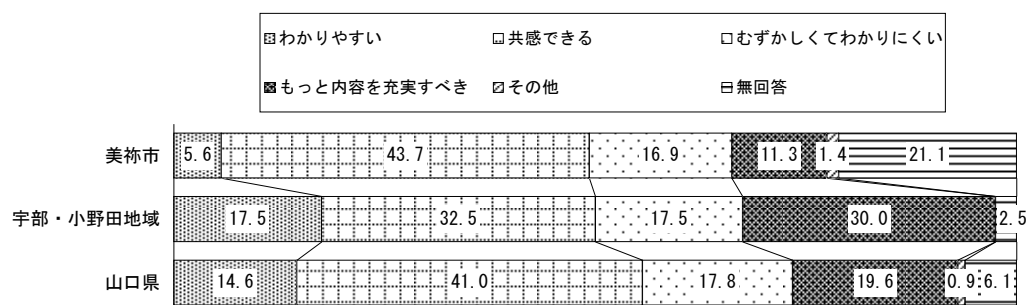 わかりやすい 共感できる むずかしくてわかりにくい
もっと内容を充実すべき その他 無回答
美祢市 5.6 43.7 16.9 11.3 1.4 21.1
宇部・小野田地域 17.5 32.5 17.5 30.0 2.5
山口県 14.6 41.0 17.8 19.6 0.9 6.1